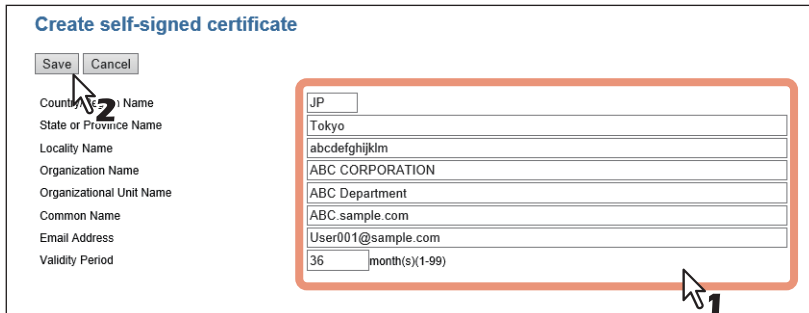 Create self-signed certificate
Save Cancel
2
Country Name JP
State or Province Name Tokyo
Locality Name abcdefghijklm
Organization Name ABC CORPORATION
Organizational Unit Name ABC Department
Common Name ABC.sample.com
Email Address User001@sample.com
Validity Period 36 month(s)(1-99)
1